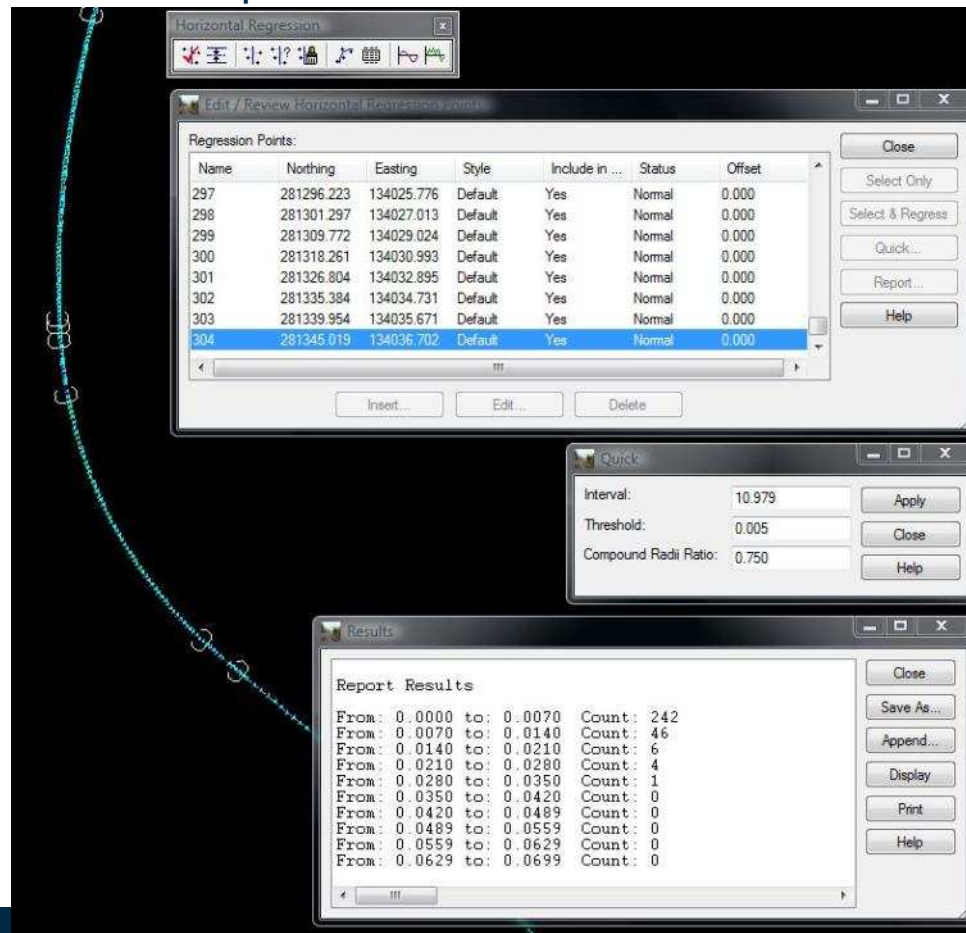 Horizontal Regression
Edit / Review Horizontal Regression Points
Regression Points:
Name Northing Easting Style Include in ... Status Offset
297 281296.223 134025.776 Default Yes Normal 0.000
298 281301.297 134027.013 Default Yes Normal 0.000
299 281309.772 134029.024 Default Yes Normal 0.000
300 281318.261 134030.993 Default Yes Normal 0.000
301 281326.804 134032.895 Default Yes Normal 0.000
302 281335.384 134034.731 Default Yes Normal 0.000
303 281339.954 134035.671 Default Yes Normal 0.000
304 281345.019 134036.702 Default Yes Normal 0.000
Close
Select Only
Select & Regress
Quick...
Report...
Help
Insert... Edit... Delete
Quick
Interval: 10.979
Threshold: 0.005
Compound Radii Ratio: 0.750
Apply
Close
Help
Results
Report Results
From: 0.0000 to: 0.0070 Count: 242
From: 0.0070 to: 0.0140 Count: 46
From: 0.0140 to: 0.0210 Count: 6
From: 0.0210 to: 0.0280 Count: 4
From: 0.0280 to: 0.0350 Count: 1
From: 0.0350 to: 0.0420 Count: 0
From: 0.0420 to: 0.0489 Count: 0
From: 0.0489 to: 0.0559 Count: 0
From: 0.0559 to: 0.0629 Count: 0
From: 0.0629 to: 0.0699 Count: 0
Close
Save As...
Append...
Display
Print
Help